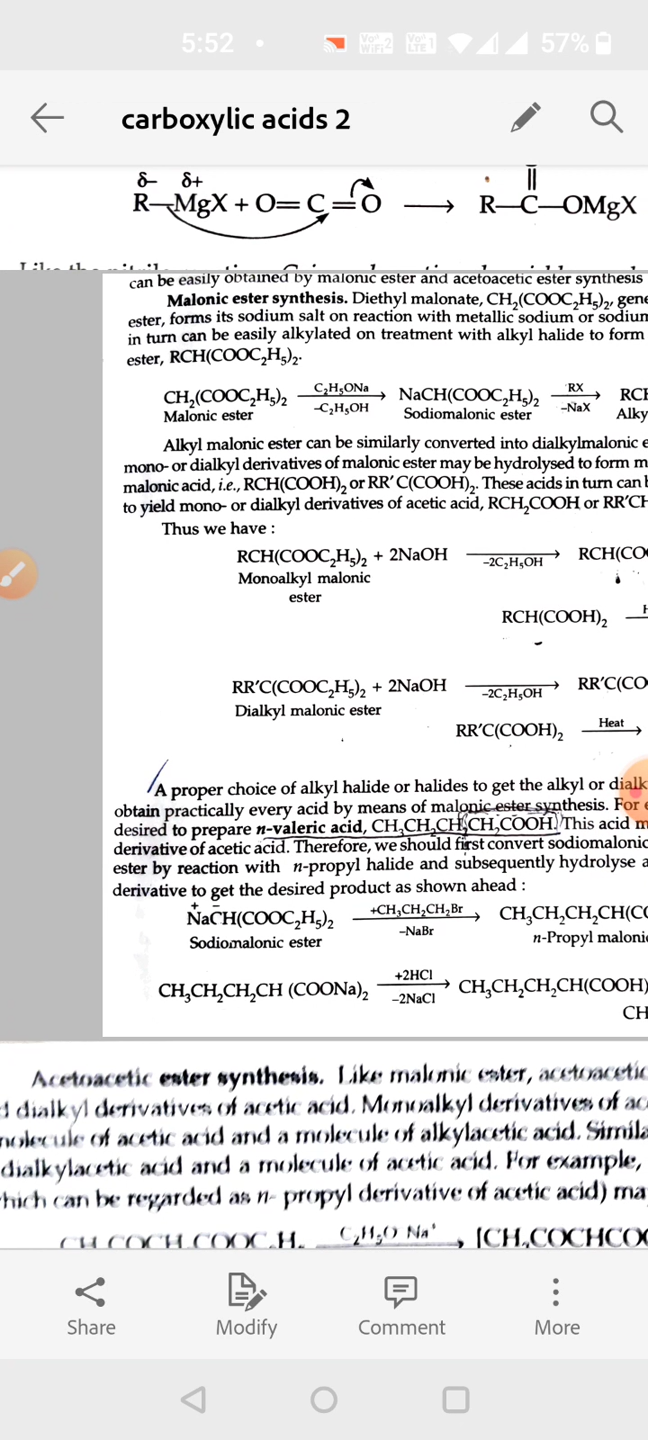 5:52 • Vo) WiFi2 Vo) LTE1 57%
carboxylic acids 2
δ– δ+
R—MgX + O=C=O ⟶ R—C—OMgX
can be easily obtained by malonic ester and acetoacetic ester synthesis
Malonic ester synthesis. Diethyl malonate, CH₂(COOC₂H₅)₂, gene
ester, forms its sodium salt on reaction with metallic sodium or sodium
in turn can be easily alkylated on treatment with alkyl halide to form
ester, RCH(COOC₂H₅)₂.
C₂H₅ONa RX
CH₂(COOC₂H₅)₂ ⟶ NaCH(COOC₂H₅)₂ ⟶ RCH
–C₂H₅OH –NaX
Malonic ester Sodiomalonic ester Alky
Alkyl malonic ester can be similarly converted into dialkylmalonic e
mono- or dialkyl derivatives of malonic ester may be hydrolysed to form m
malonic acid, i.e., RCH(COOH)₂ or RR′ C(COOH)₂. These acids in turn can b
to yield mono- or dialkyl derivatives of acetic acid, RCH₂COOH or RR′CH
Thus we have :
RCH(COOC₂H₅)₂ + 2NaOH ⟶ RCH(CO
–2C₂H₅OH
Monoalkyl malonic
ester
RCH(COOH)₂ H
RR′C(COOC₂H₅)₂ + 2NaOH ⟶ RR′C(CO
–2C₂H₅OH
Dialkyl malonic ester
Heat
RR′C(COOH)₂ ⟶
A proper choice of alkyl halide or halides to get the alkyl or dialk
obtain practically every acid by means of malonic ester synthesis. For e
desired to prepare n-valeric acid, CH₃CH₂CH₂CH₂COOH. This acid m
derivative of acetic acid. Therefore, we should first convert sodiomalonic
ester by reaction with n-propyl halide and subsequently hydrolyse a
derivative to get the desired product as shown ahead :
+CH₃CH₂CH₂Br
N⁺aC⁻H(COOC₂H₅)₂ ⟶ CH₃CH₂CH₂CH(CO
–NaBr
Sodiomalonic ester n-Propyl malonic
+2HCl
CH₃CH₂CH₂CH (COONa)₂ ⟶ CH₃CH₂CH₂CH(COOH)
–2NaCl
CH
Acetoacetic ester synthesis. Like malonic ester, acetoacetic
d dialkyl derivatives of acetic acid. Monoalkyl derivatives of ac
molecule of acetic acid and a molecule of alkylacetic acid. Simila
dialkylacetic acid and a molecule of acetic acid. For example,
hich can be regarded as n- propyl derivative of acetic acid) ma
C₂H₅O⁻Na⁺
CH₃COCH₂COOC₂H₅ ⟶ [CH₃COCHCOO
Share Modify Comment More